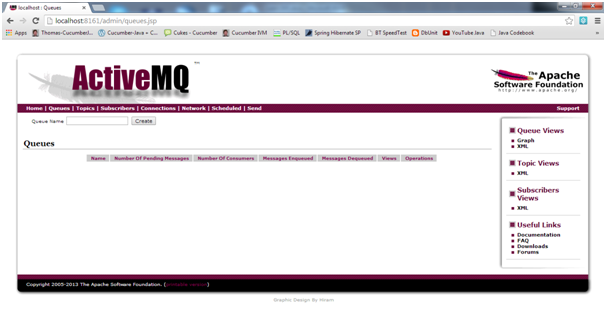 localhost : Queues
localhost:8161/admin/queues.jsp
Apps Thomas-Cucumber... Cucumber-Java « C... Cukes - Cucumber Cucumber JVM PL/SQL Spring Hibernate SP BT SpeedTest DbUnit YouTube Java Java Codebook
ActiveMQ ™
The Apache
Software Foundation
http://www.apache.org/
Home | Queues | Topics | Subscribers | Connections | Network | Scheduled | Send Support
Queue Name Create
Queues
Name Number Of Pending Messages Number Of Consumers Messages Enqueued Messages Dequeued Views Operations
Queue Views
Graph
XML
Topic Views
XML
Subscribers
Views
XML
Useful Links
Documentation
FAQ
Downloads
Forums
Copyright 2005-2013 The Apache Software Foundation. (printable version)
Graphic Design By Hiram